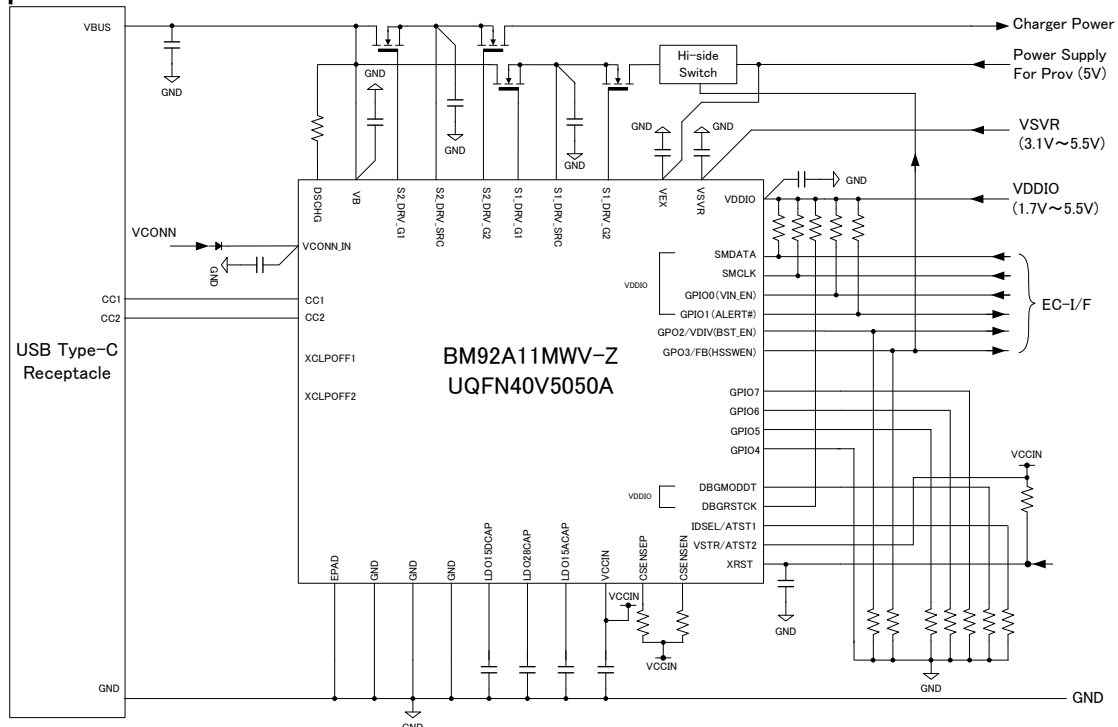 VBUS
Charger Power
Hi-side
Switch
Power Supply
For Prov (5V)
GND
GND
GND
GND
GND
GND
GND
VSVR
(3.1V～5.5V)
DSCHG
VB
S2_DRV_G1
S2_DRV_SRC
S2_DRV_G2
S1_DRV_G1
S1_DRV_SRC
S1_DRV_G2
VEX
VSVR
VDDIO
GND
VDDIO
(1.7V～5.5V)
VCONN
VCONN_IN
GND
SMDATA
SMCLK
VDDIO
GPIO0(VIN_EN)
GPIO1(ALERT#)
GPO2/VDIV(BST_EN)
GPO3/FB(HSSWEN)
EC-I/F
CC1
CC1
CC2
CC2
USB Type-C
Receptacle
XCLPOFF1
XCLPOFF2
BM92A11MWV-Z
UQFN40V5050A
GPIO7
GPIO6
GPIO5
GPIO4
VCCIN
VDDIO
DBGMODDT
DBGRSTCK
IDSEL/ATST1
VSTR/ATST2
XRST
EPAD
GND
GND
GND
LDO15DCAP
LDO28CAP
LDO15ACAP
VCCIN
CSENSEP
CSENSEN
VCCIN
VCCIN
GND
GND
GND
GND
GND